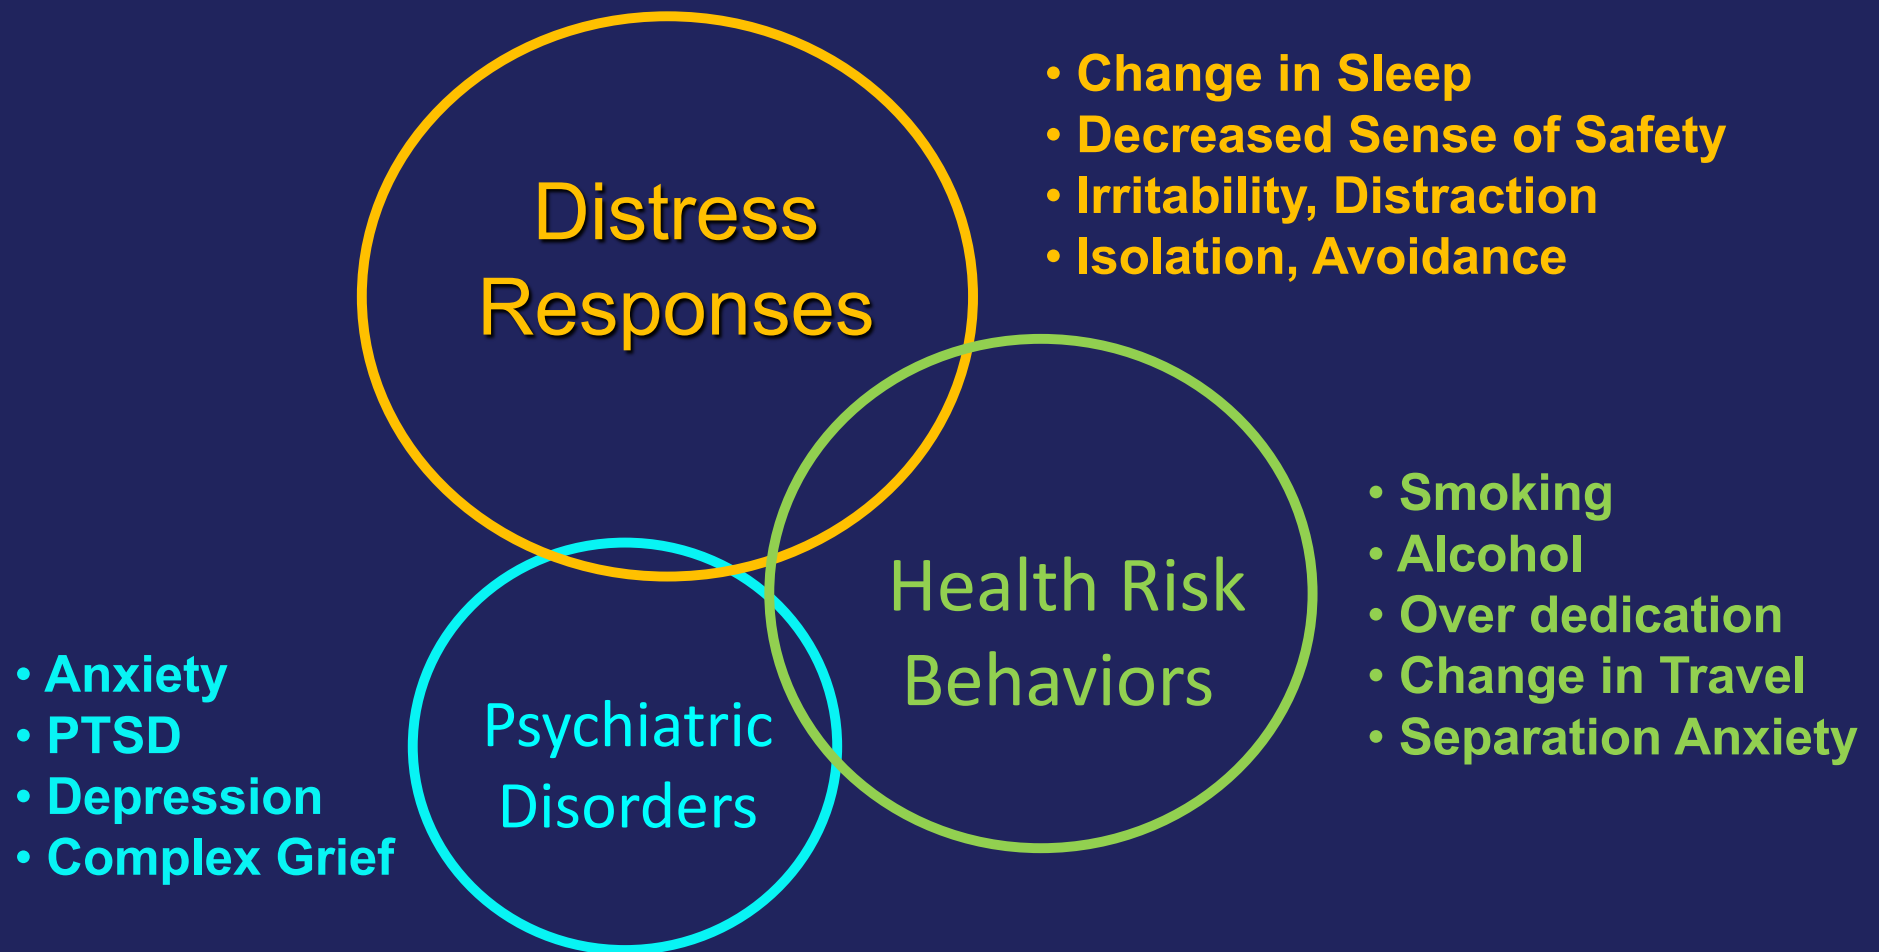 Distress
Responses
• Change in Sleep
• Decreased Sense of Safety
• Irritability, Distraction
• Isolation, Avoidance
Health Risk
Behaviors
• Smoking
• Alcohol
• Over dedication
• Change in Travel
• Separation Anxiety
Psychiatric
Disorders
• Anxiety
• PTSD
• Depression
• Complex Grief